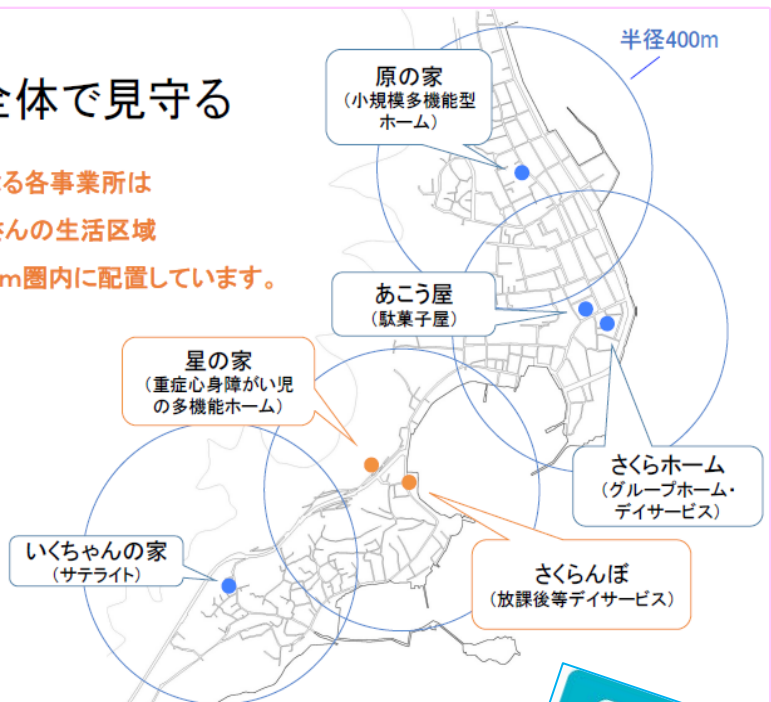 全体で見守る
る各事業所は
さんの生活区域
m圏内に配置しています。
半径400m
原の家
（小規模多機能型
ホーム）
あこう屋
（駄菓子屋）
星の家
（重症心身障がい児
の多機能ホーム）
さくらホーム
（グループホーム・
デイサービス）
いくちゃんの家
（サテライト）
さくらんぼ
（放課後等デイサービス）